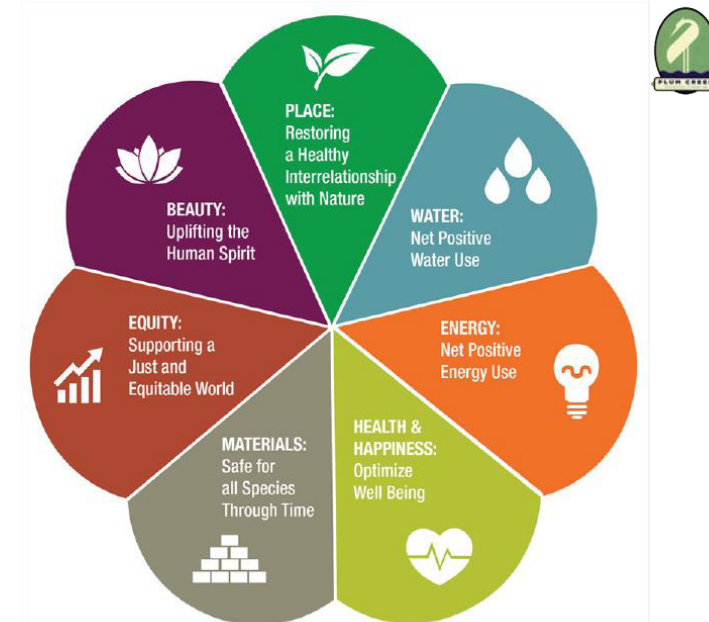 PLACE:
Restoring
a Healthy
Interrelationship
with Nature
WATER:
Net Positive
Water Use
ENERGY:
Net Positive
Energy Use
HEALTH &
HAPPINESS:
Optimize
Well Being
MATERIALS:
Safe for
all Species
Through Time
EQUITY:
Supporting a
Just and
Equitable World
BEAUTY:
Uplifting the
Human Spirit
PLUM CREEK